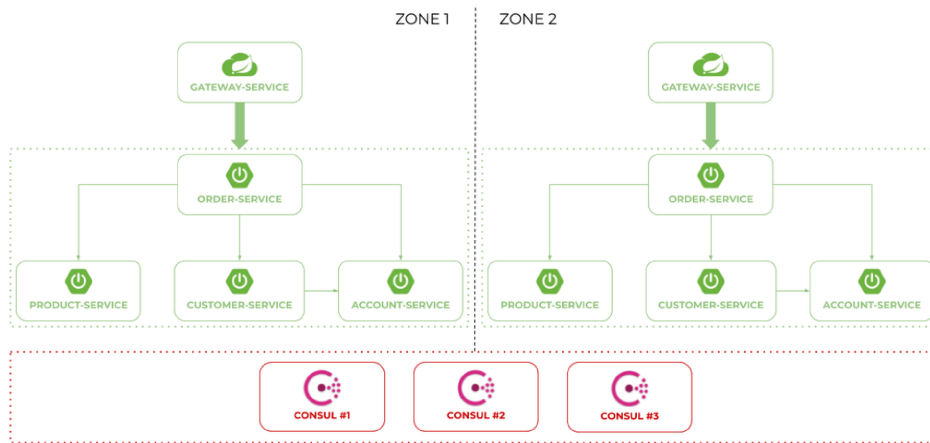 ZONE 1
ZONE 2
GATEWAY-SERVICE
GATEWAY-SERVICE
ORDER-SERVICE
ORDER-SERVICE
PRODUCT-SERVICE
CUSTOMER-SERVICE
ACCOUNT-SERVICE
PRODUCT-SERVICE
CUSTOMER-SERVICE
ACCOUNT-SERVICE
CONSUL #1
CONSUL #2
CONSUL #3